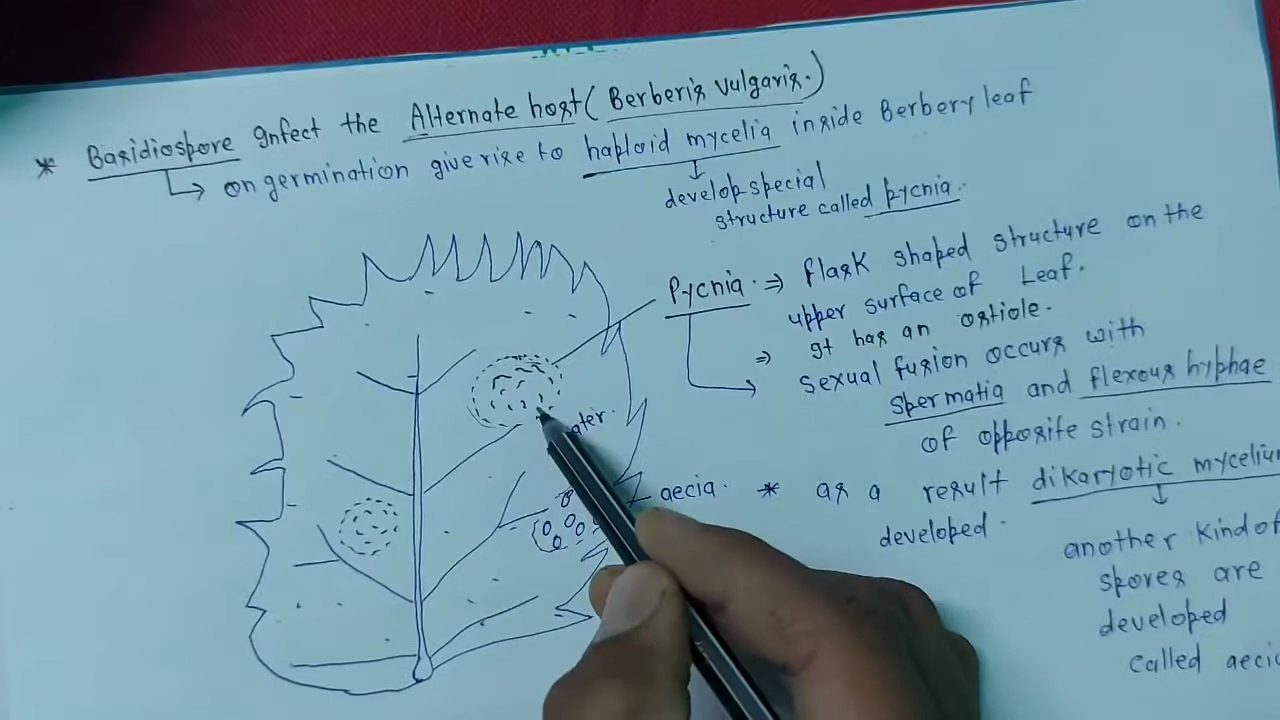 * Basidiospore Infect the Alternate host (Berberis vulgaris.)
↳ on germination give rise to haploid mycelia inside Berbery leaf
↓
develop special
structure called pycnia.
Pycnia ⇒ flask shaped structure on the
upper surface of Leaf.
⇒ It has an ostiole.
sexual fusion occurs with
spermatia and flexous hyphae
of opposite strain.
aecia. * as a result dikaryotic mycelium
developed.
↓
another kind of
spores are
developed
called